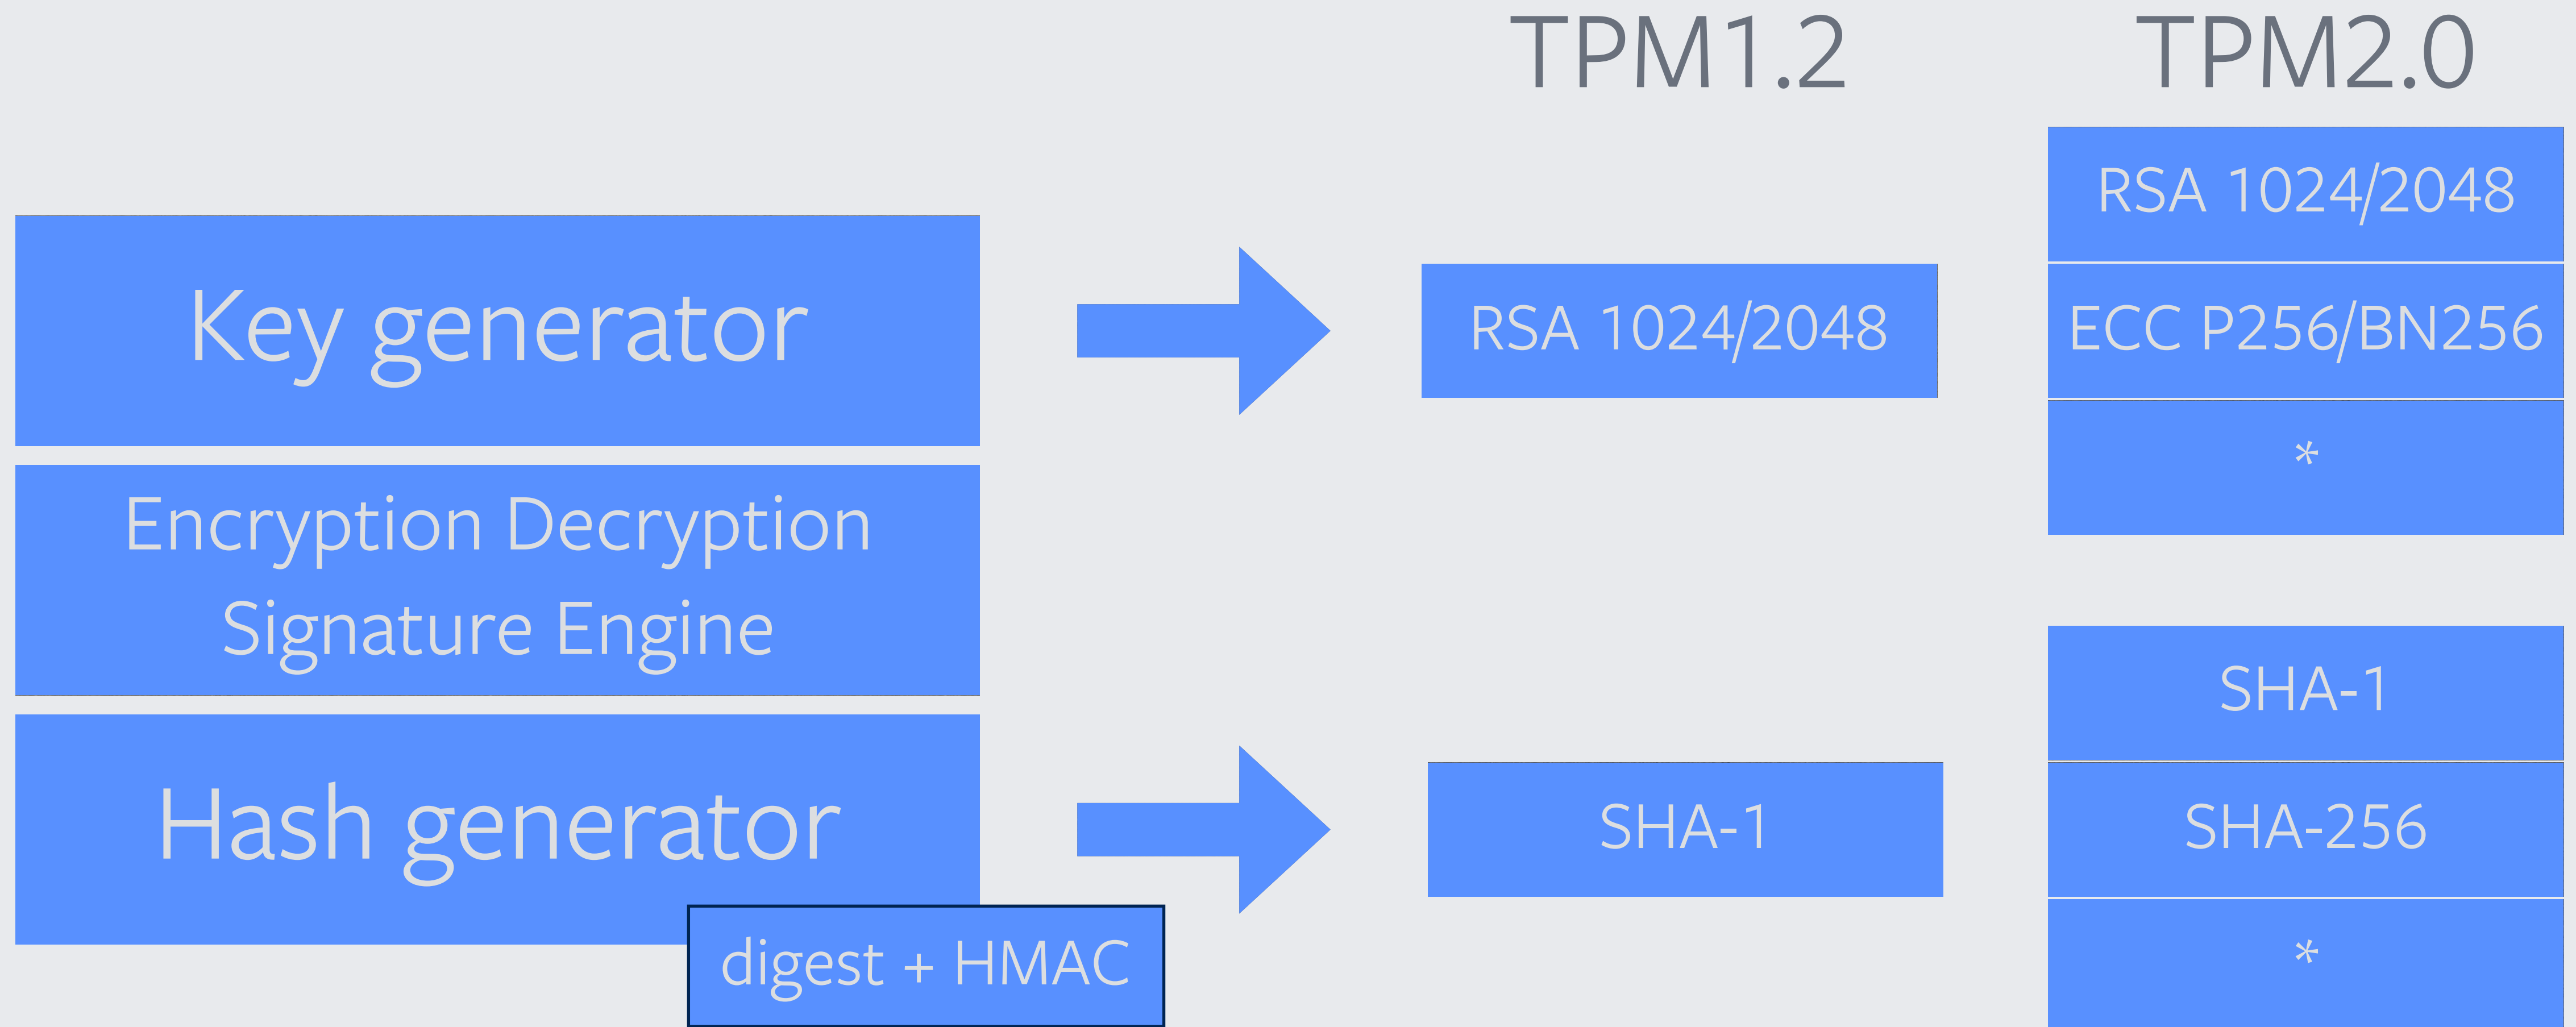 TPM1.2
TPM2.0
Key generator
RSA 1024/2048
RSA 1024/2048
ECC P256/BN256
*
Encryption Decryption
Signature Engine
Hash generator
digest + HMAC
SHA-1
SHA-1
SHA-256
*